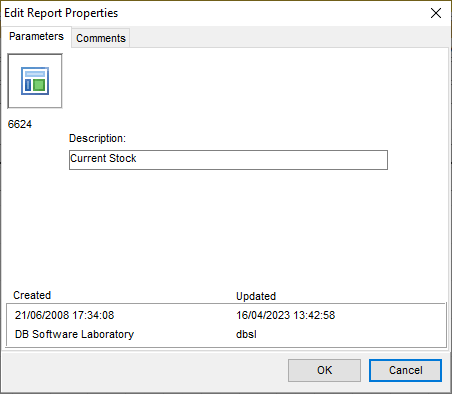 Edit Report Properties
Parameters Comments
6624
Description:
Current Stock
Created Updated
21/06/2008 17:34:08 16/04/2023 13:42:58
DB Software Laboratory dbsl
OK Cancel